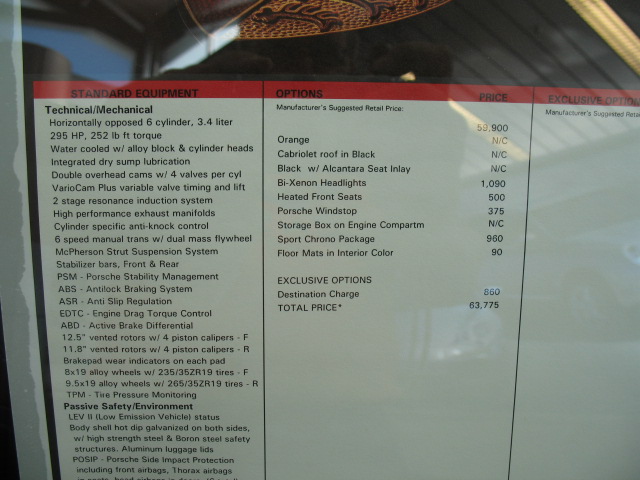 STANDARD EQUIPMENT
Technical/Mechanical
Horizontally opposed 6 cylinder, 3.4 liter
295 HP, 252 lb ft torque
Water cooled w/ alloy block & cylinder heads
Integrated dry sump lubrication
Double overhead cams w/ 4 valves per cyl
VarioCam Plus variable valve timing and lift
2 stage resonance induction system
High performance exhaust manifolds
Cylinder specific anti-knock control
6 speed manual trans w/ dual mass flywheel
McPherson Strut Suspension System
Stabilizer bars, Front & Rear
PSM - Porsche Stability Management
ABS - Antilock Braking System
ASR - Anti Slip Regulation
EDTC - Engine Drag Torque Control
ABD - Active Brake Differential
12.5" vented rotors w/ 4 piston calipers - F
11.8" vented rotors w/ 4 piston calipers - R
Brakepad wear indicators on each pad
8x19 alloy wheels w/ 235/35ZR19 tires - F
9.5x19 alloy wheels w/ 265/35ZR19 tires - R
TPM - Tire Pressure Monitoring
Passive Safety/Environment
LEV II (Low Emission Vehicle) status
Body shell hot dip galvanized on both sides,
w/ high strength steel & Boron steel safety
structures. Aluminum luggage lids
POSIP - Porsche Side Impact Protection
including front airbags, Thorax airbags
OPTIONS PRICE
Manufacturer's Suggested Retail Price:
59,900
Orange N/C
Cabriolet roof in Black N/C
Black w/ Alcantara Seat Inlay N/C
Bi-Xenon Headlights 1,090
Heated Front Seats 500
Porsche Windstop 375
Storage Box on Engine Compartm N/C
Sport Chrono Package 960
Floor Mats in Interior Color 90
EXCLUSIVE OPTIONS
Destination Charge 860
TOTAL PRICE* 63,775
EXCLUSIVE OPTIO
Manufacturer's Suggested Reta